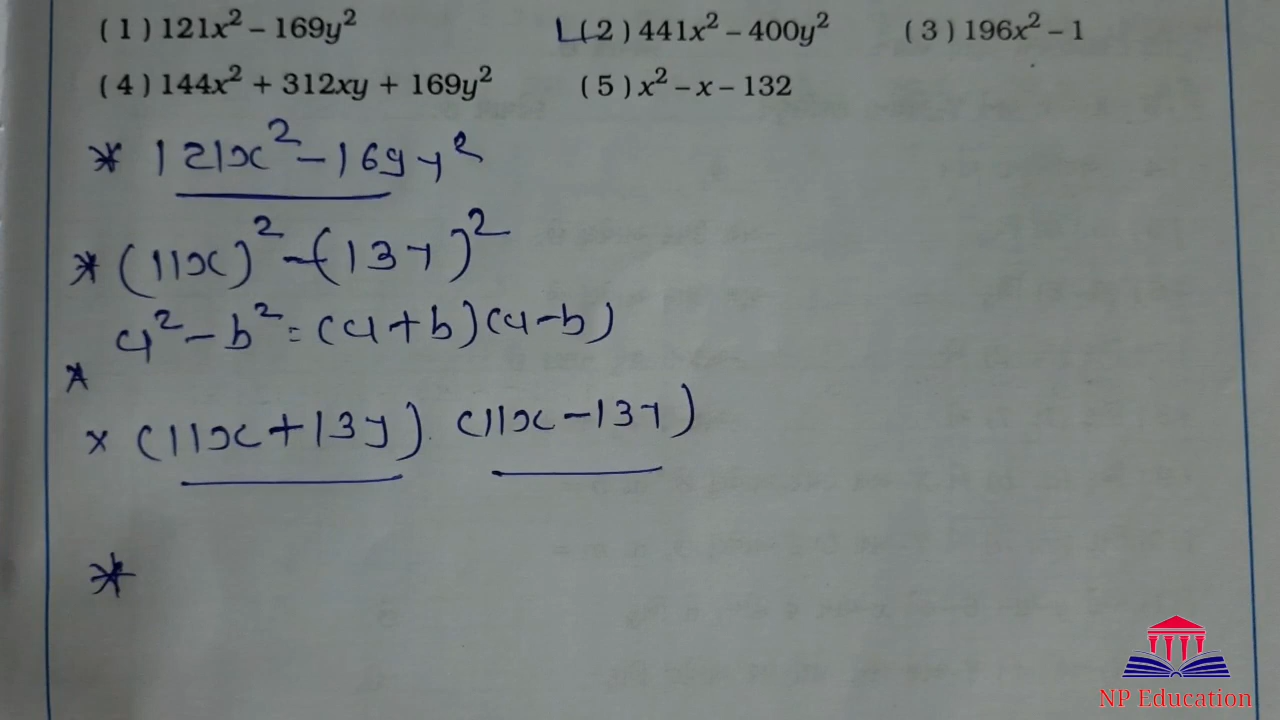 (1) 121x² – 169y² (2) 441x² – 400y² (3) 196x² – 1
(4) 144x² + 312xy + 169y² (5) x² – x – 132
* 121x² – 169y²
* (11x)² – (13y)²
a² – b² = (a+b)(a–b)
*
× (11x+13y) (11x–13y)
*
NP Education